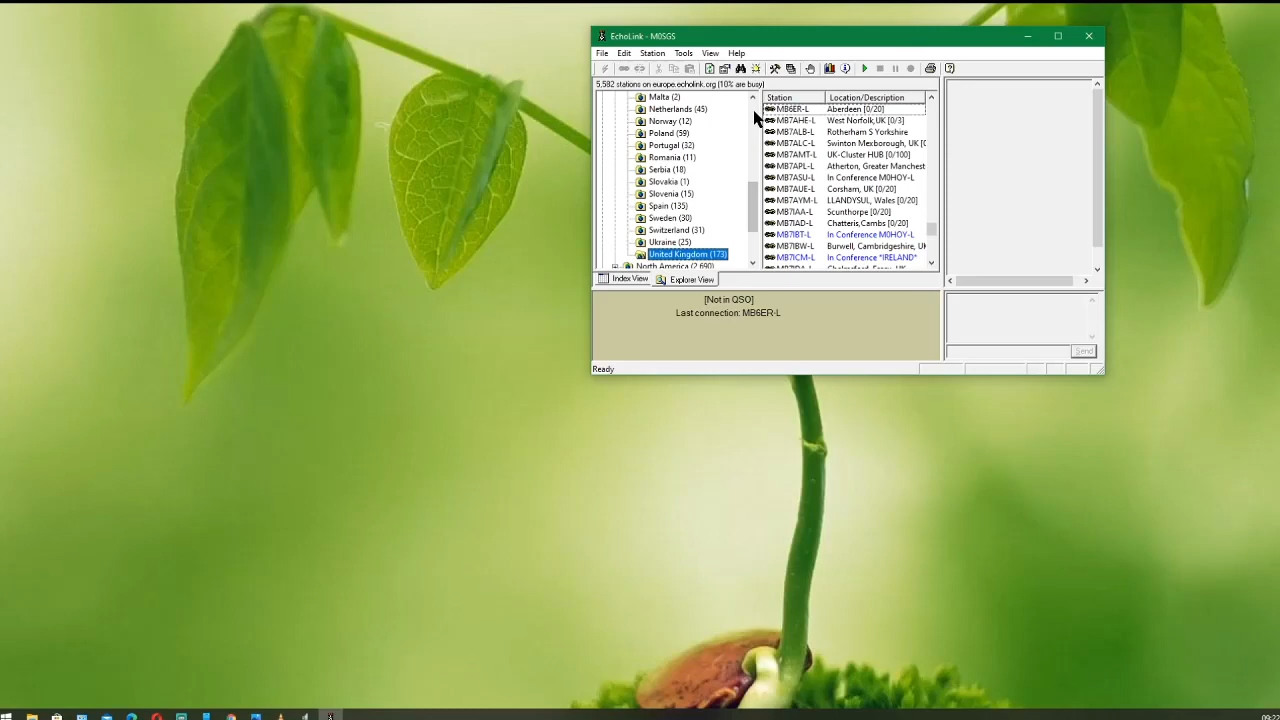 EchoLink - M0SGS
File Edit Station Tools View Help
5,582 stations on europe.echolink.org (10% are busy)
Malta (2)
Netherlands (45)
Norway (12)
Poland (59)
Portugal (32)
Romania (11)
Serbia (18)
Slovakia (1)
Slovenia (15)
Spain (135)
Sweden (30)
Switzerland (31)
Ukraine (25)
United Kingdom (173)
North America (2,690)
Station Location/Description
MB6ER-L Aberdeen [0/20]
MB7AHE-L West Norfolk,UK [0/3]
MB7ALB-L Rotherham S Yorkshire
MB7ALC-L Swinton Mexborough, UK [0
MB7AMT-L UK-Cluster HUB [0/100]
MB7APL-L Atherton, Greater Manchest
MB7ASU-L In Conference M0HOY-L
MB7AUE-L Corsham, UK [0/20]
MB7AYM-L LLANDYSUL, Wales [0/20]
MB7IAA-L Scunthorpe [0/20]
MB7IAD-L Chatteris,Cambs [0/20]
MB7IBT-L In Conference M0HOY-L
MB7IBW-L Burwell, Cambridgeshire, UK
MB7ICM-L In Conference *IRELAND*
Index View Explorer View
[Not in QSO]
Last connection: MB6ER-L
Send
Ready